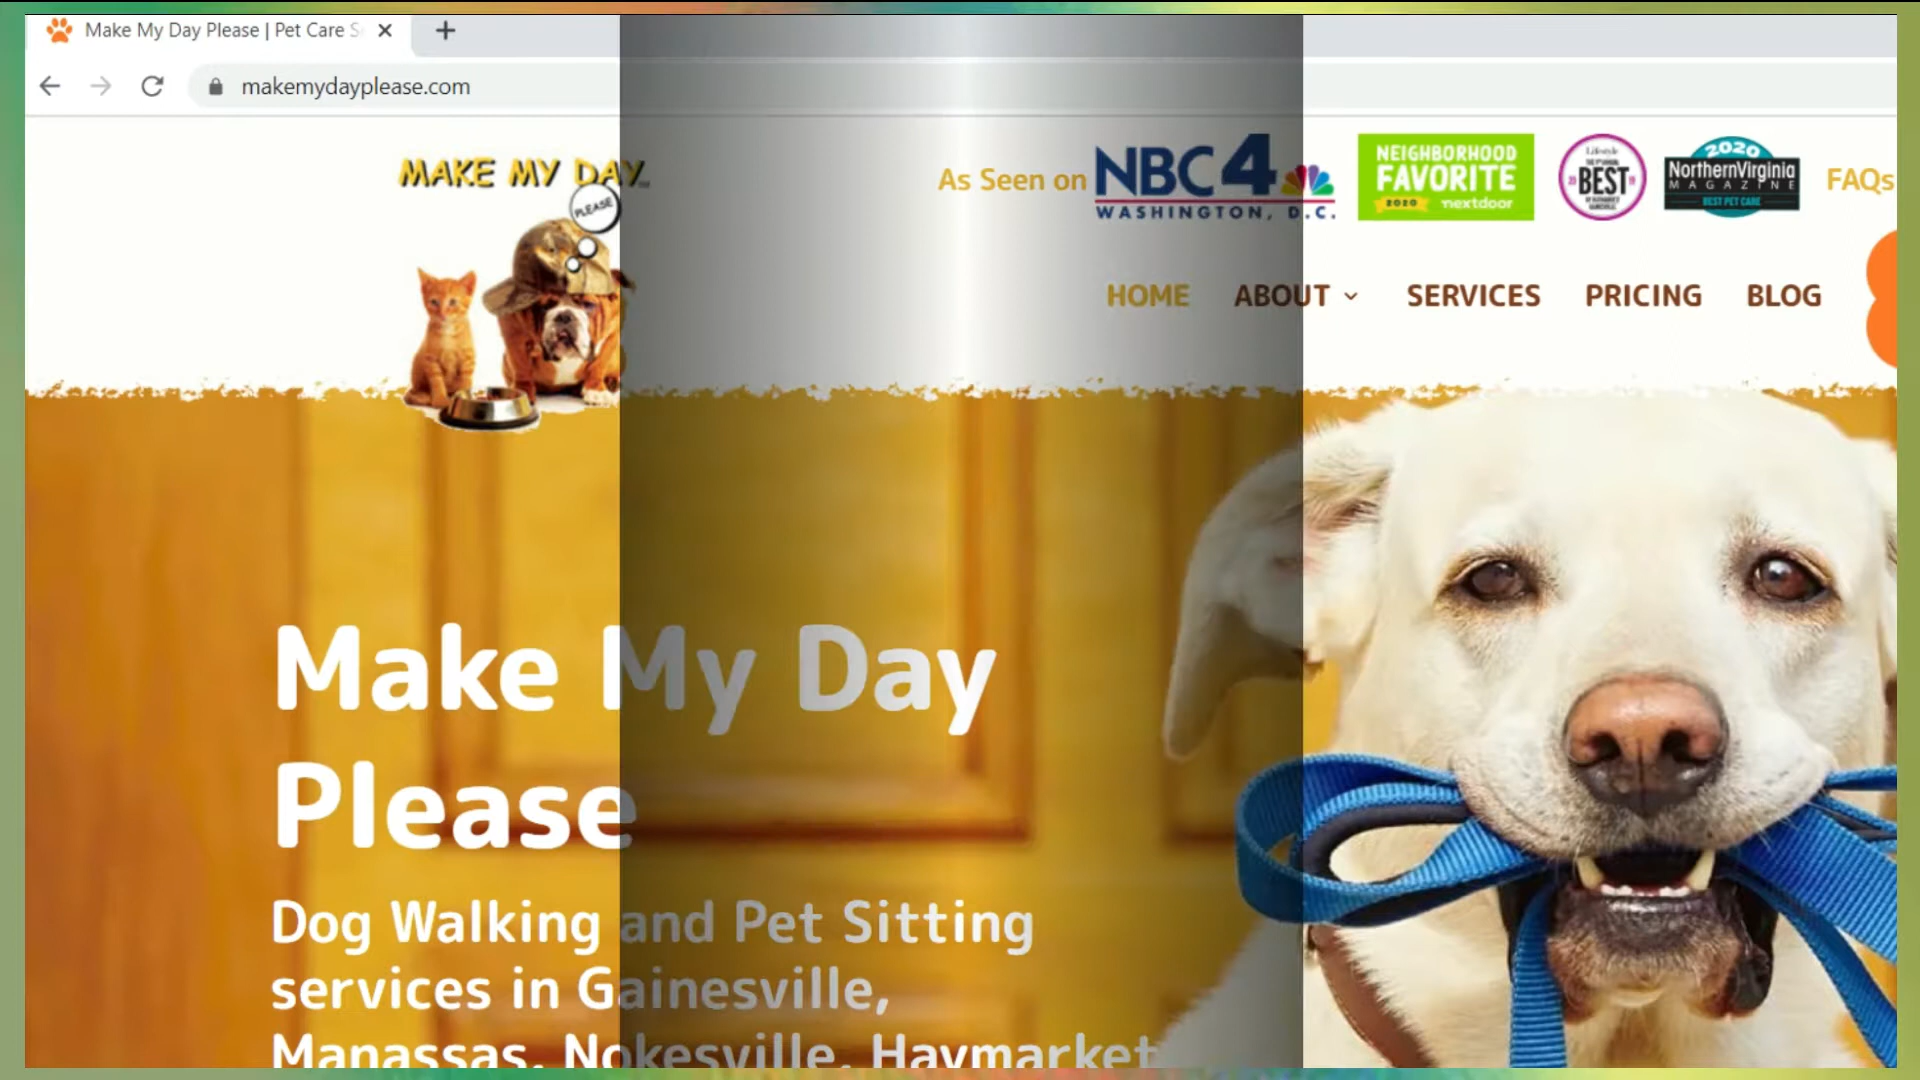 Make My Day Please | Pet Care S
makemydayplease.com
MAKE MY DAY
PLEASE
As Seen on
NBC4
WASHINGTON, D.C.
NEIGHBORHOOD
FAVORITE
2020 nextdoor
Lifestyle
BEST
2020
NorthernVirginia
MAGAZINE
BEST PET CARE
FAQs
HOME ABOUT SERVICES PRICING BLOG
Make My Day
Please
Dog Walking and Pet Sitting
services in Gainesville,
Manassas, Nokesville, Haymarket